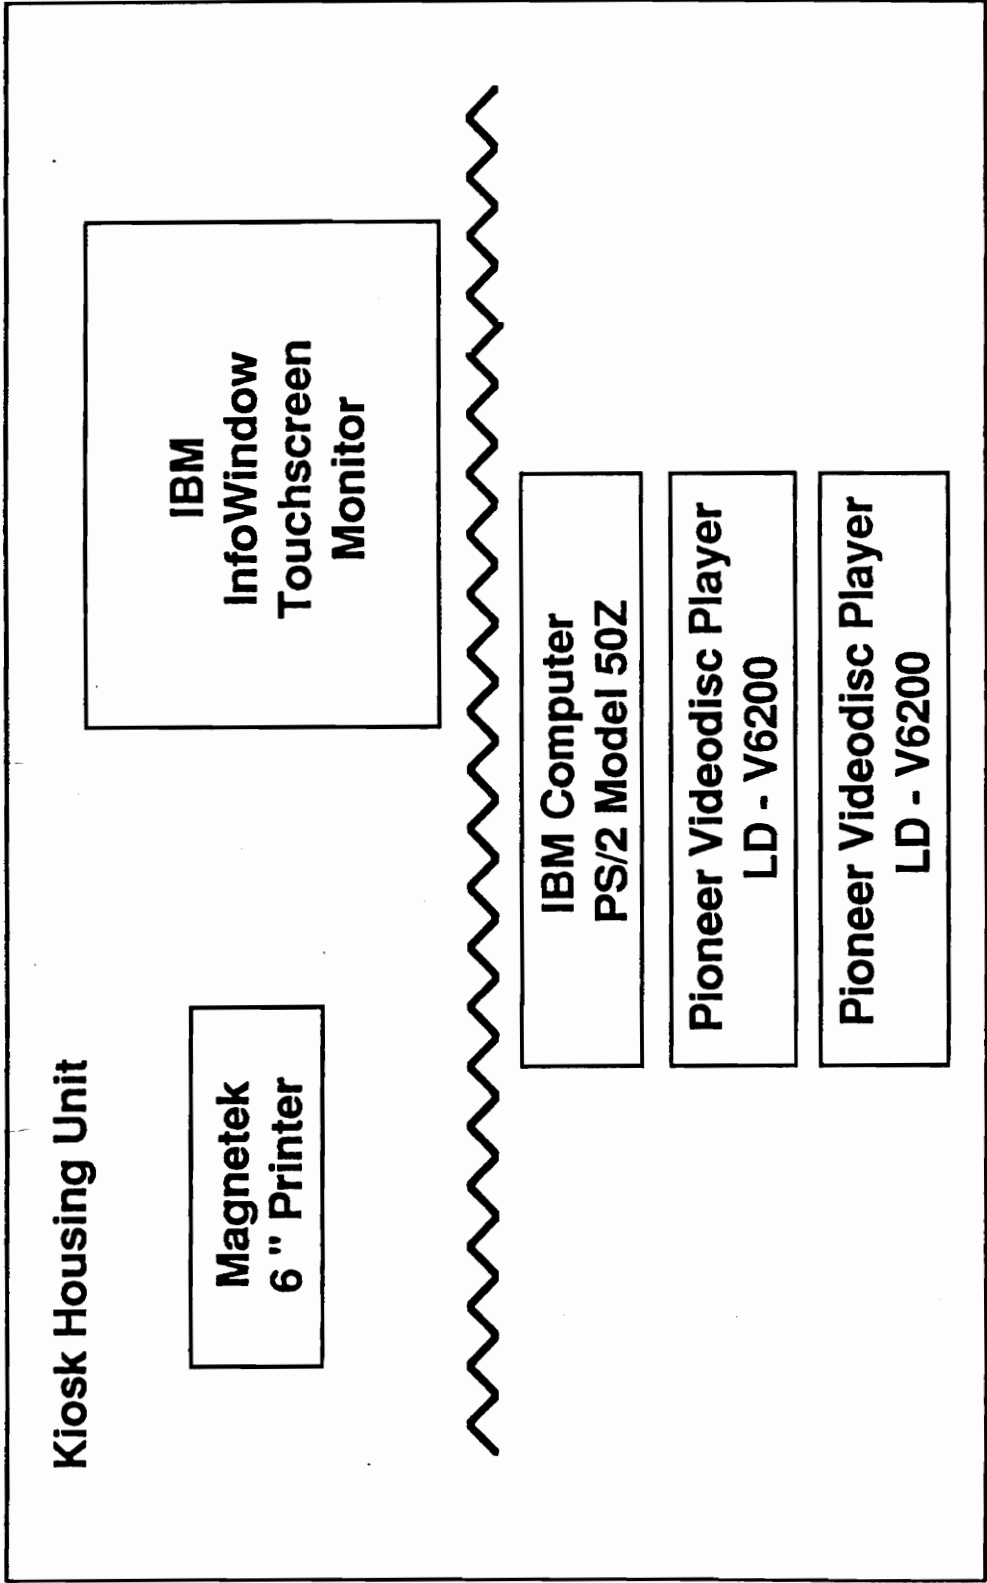 Kiosk Housing Unit
Magnetek
6 " Printer
IBM
InfoWindow
Touchscreen
Monitor
IBM Computer
PS/2 Model 50Z
Pioneer Videodisc Player
LD - V6200
Pioneer Videodisc Player
LD - V6200